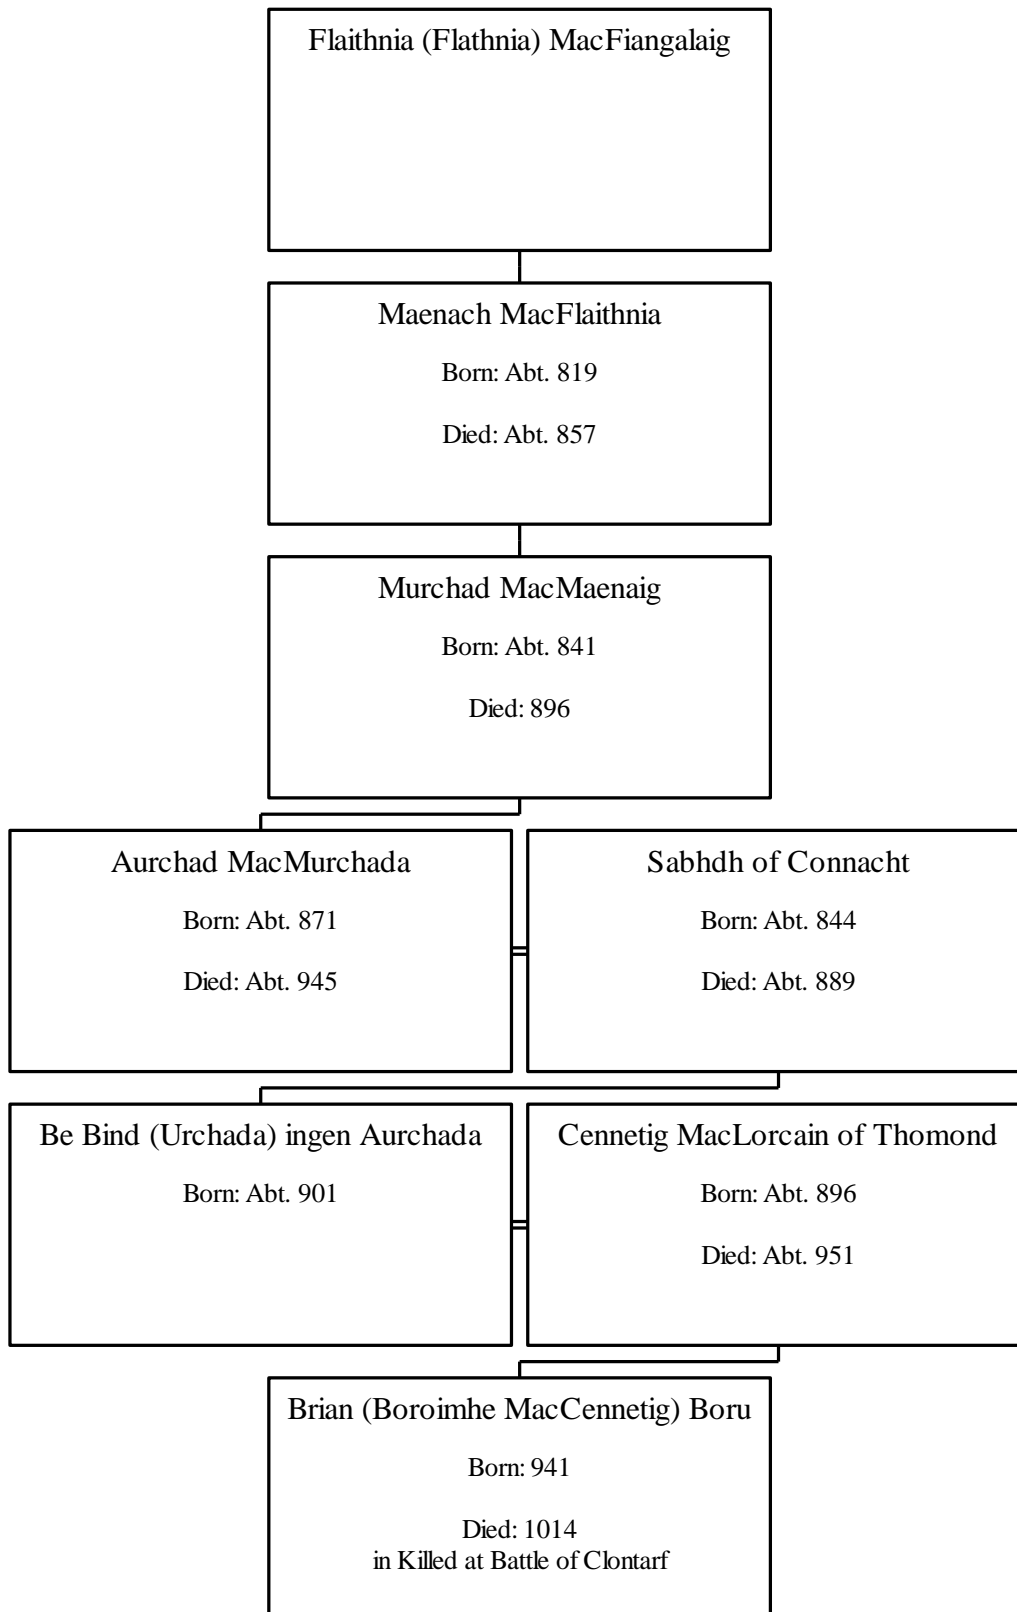 Flaithnia (Flathnia) MacFiangalaig
Maenach MacFlaithnia
Born: Abt. 819
Died: Abt. 857
Murchad MacMaenaig
Born: Abt. 841
Died: 896
Aurchad MacMurchada
Born: Abt. 871
Died: Abt. 945
Sabhdh of Connacht
Born: Abt. 844
Died: Abt. 889
Be Bind (Urchada) ingen Aurchada
Born: Abt. 901
Cennetig MacLorcain of Thomond
Born: Abt. 896
Died: Abt. 951
Brian (Boroimhe MacCennetig) Boru
Born: 941
Died: 1014
in Killed at Battle of Clontarf